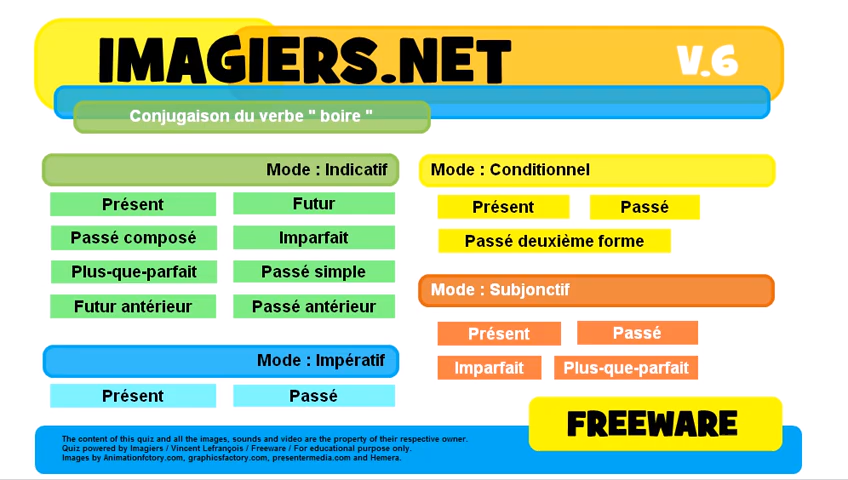 IMAGIERS.NET
V.6
Conjugaison du verbe " boire "
Mode : Indicatif
Présent
Futur
Passé composé
Imparfait
Plus-que-parfait
Passé simple
Futur antérieur
Passé antérieur
Mode : Impératif
Présent
Passé
Mode : Conditionnel
Présent
Passé
Passé deuxième forme
Mode : Subjonctif
Présent
Passé
Imparfait
Plus-que-parfait
FREEWARE
The content of this quiz and all the images, sounds and video are the property of their respective owner.
Quiz powered by Imagiers / Vincent Lefrançois / Freeware / For educational purpose only.
Images by Animationfctory.com, graphicsfactory.com, presentermedia.com and Hemera.